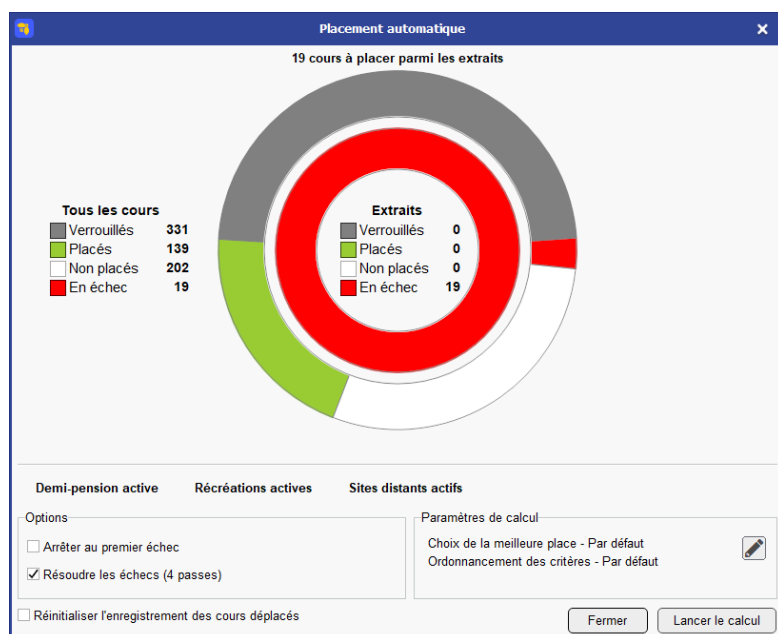 Placement automatique
19 cours à placer parmi les extraits
Tous les cours
Verrouillés 331
Placés 139
Non placés 202
En échec 19
Extraits
Verrouillés 0
Placés 0
Non placés 0
En échec 19
Demi-pension active Récréations actives Sites distants actifs
Options
Arrêter au premier échec
Résoudre les échecs (4 passes)
Paramètres de calcul
Choix de la meilleure place - Par défaut
Ordonnancement des critères - Par défaut
Réinitialiser l'enregistrement des cours déplacés
Fermer Lancer le calcul